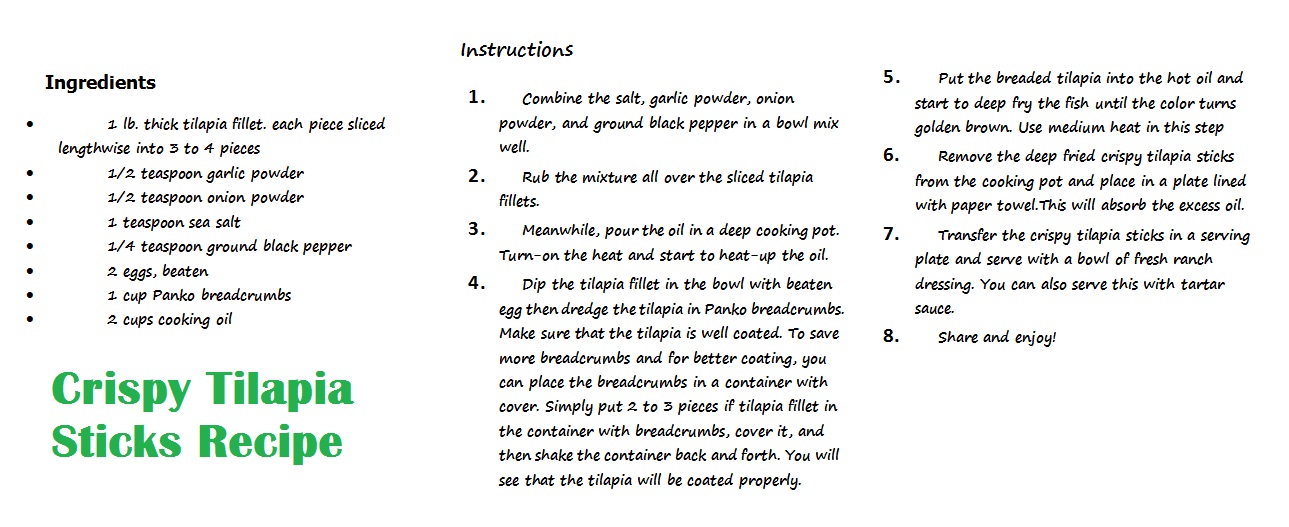 Ingredients
• 1 lb. thick tilapia fillet. each piece sliced
lengthwise into 3 to 4 pieces
• 1/2 teaspoon garlic powder
• 1/2 teaspoon onion powder
• 1 teaspoon sea salt
• 1/4 teaspoon ground black pepper
• 2 eggs, beaten
• 1 cup Panko breadcrumbs
• 2 cups cooking oil
Crispy Tilapia
Sticks Recipe
Instructions
1. Combine the salt, garlic powder, onion
powder, and ground black pepper in a bowl mix
well.
2. Rub the mixture all over the sliced tilapia
fillets.
3. Meanwhile, pour the oil in a deep cooking pot.
Turn-on the heat and start to heat-up the oil.
4. Dip the tilapia fillet in the bowl with beaten
egg then dredge the tilapia in Panko breadcrumbs.
Make sure that the tilapia is well coated. To save
more breadcrumbs and for better coating, you
can place the breadcrumbs in a container with
cover. Simply put 2 to 3 pieces if tilapia fillet in
the container with breadcrumbs, cover it, and
then shake the container back and forth. You will
see that the tilapia will be coated properly.
5. Put the breaded tilapia into the hot oil and
start to deep fry the fish until the color turns
golden brown. Use medium heat in this step
6. Remove the deep fried crispy tilapia sticks
from the cooking pot and place in a plate lined
with paper towel.This will absorb the excess oil.
7. Transfer the crispy tilapia sticks in a serving
plate and serve with a bowl of fresh ranch
dressing. You can also serve this with tartar
sauce.
8. Share and enjoy!